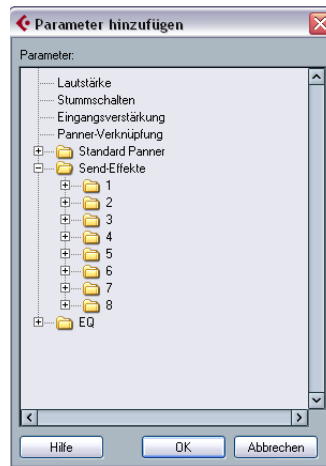 Parameter hinzufügen
Parameter:
Lautstärke
Stummschalten
Eingangsverstärkung
Panner-Verknüpfung
Standard Panner
Send-Effekte
1
2
3
4
5
6
7
8
EQ
Hilfe OK Abbrechen